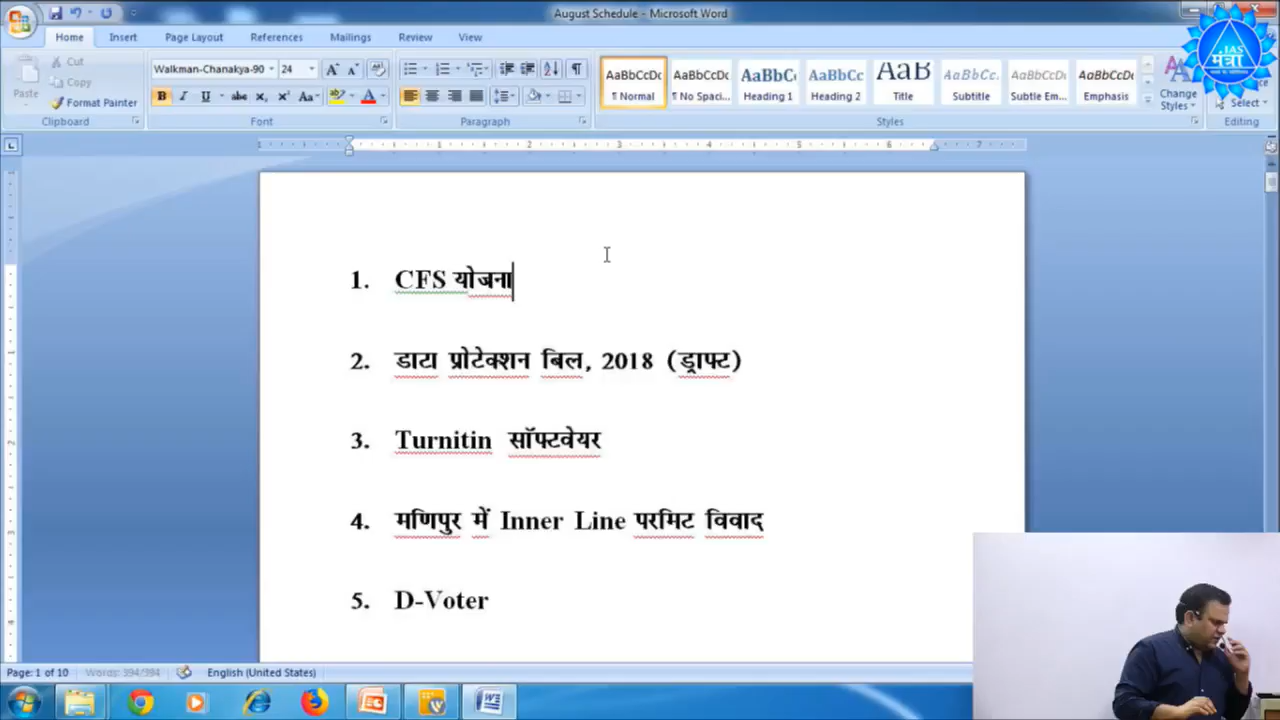 August Schedule - Microsoft Word
Home Insert Page Layout References Mailings Review View
IAS
मंत्रा
Paste
Cut
Copy
Format Painter
Clipboard
Walkman-Chanakya-90 24
Font
Paragraph
AaBbCcDc AaBbCcDc AaBbC AaBbCc AaB AaBbCc. AaBbCcDc AaBbCcDc
¶ Normal ¶ No Spaci... Heading 1 Heading 2 Title Subtitle Subtle Em... Emphasis
Styles
Change
Styles
Select
Editing
1. CFS योजना
2. डाटा प्रोटेक्शन बिल, 2018 (ड्राफ्ट)
3. Turnitin सॉफ्टवेयर
4. मणिपुर में Inner Line परमिट विवाद
5. D-Voter
Page: 1 of 10 Words: 394/394 English (United States)